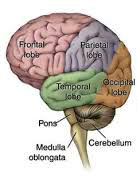 Frontal
lobe
Parietal
lobe
Occipital
lobe
Temporal
lobe
Pons
Medulla
oblongata
Cerebellum